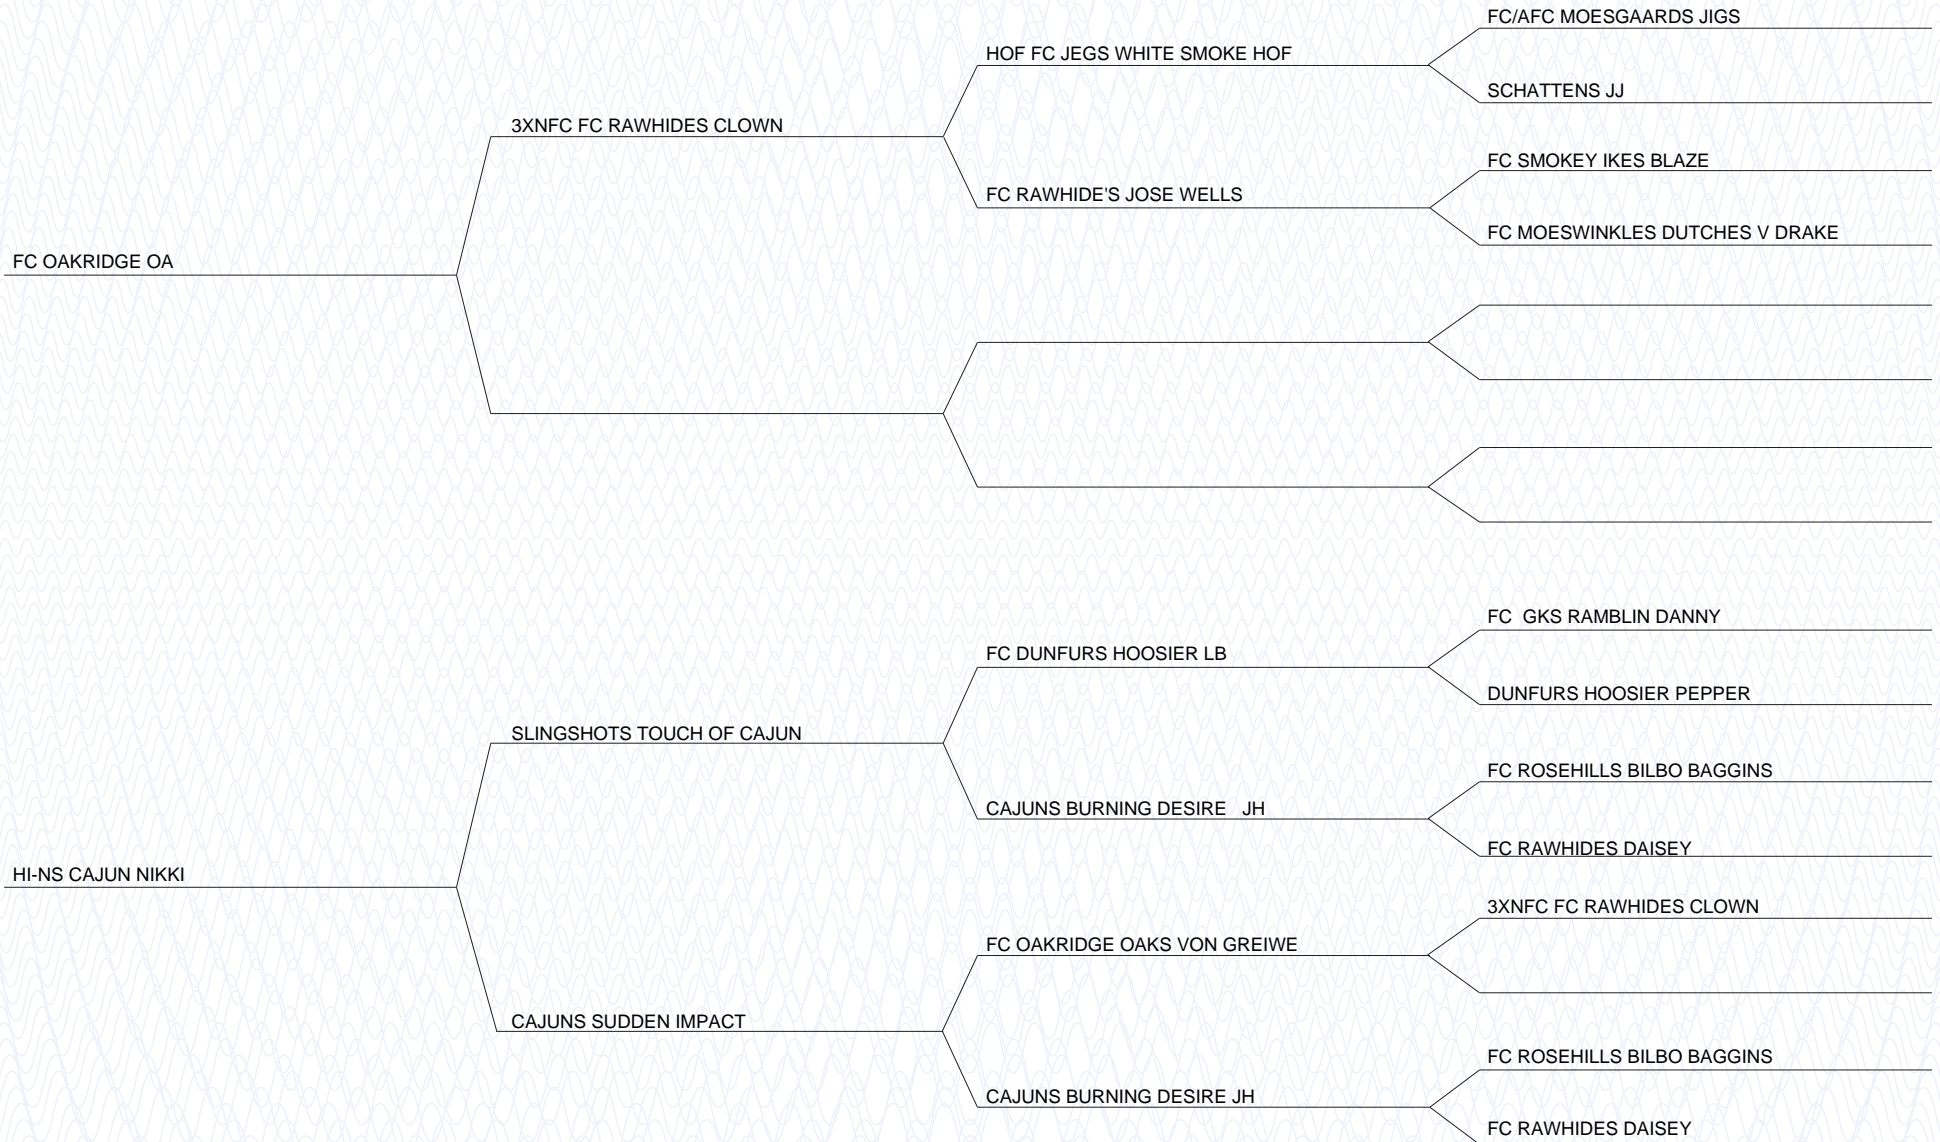 FC/AFC MOESGAARDS JIGS
HOF FC JEGS WHITE SMOKE HOF
SCHATTENS JJ
3XNFC FC RAWHIDES CLOWN
FC SMOKEY IKES BLAZE
FC RAWHIDE'S JOSE WELLS
FC MOESWINKLES DUTCHES V DRAKE
FC OAKRIDGE OA
FC  GKS RAMBLIN DANNY
FC DUNFURS HOOSIER LB
DUNFURS HOOSIER PEPPER
SLINGSHOTS TOUCH OF CAJUN
FC ROSEHILLS BILBO BAGGINS
CAJUNS BURNING DESIRE   JH
FC RAWHIDES DAISEY
HI-NS CAJUN NIKKI
3XNFC FC RAWHIDES CLOWN
FC OAKRIDGE OAKS VON GREIWE
CAJUNS SUDDEN IMPACT
FC ROSEHILLS BILBO BAGGINS
CAJUNS BURNING DESIRE JH
FC RAWHIDES DAISEY